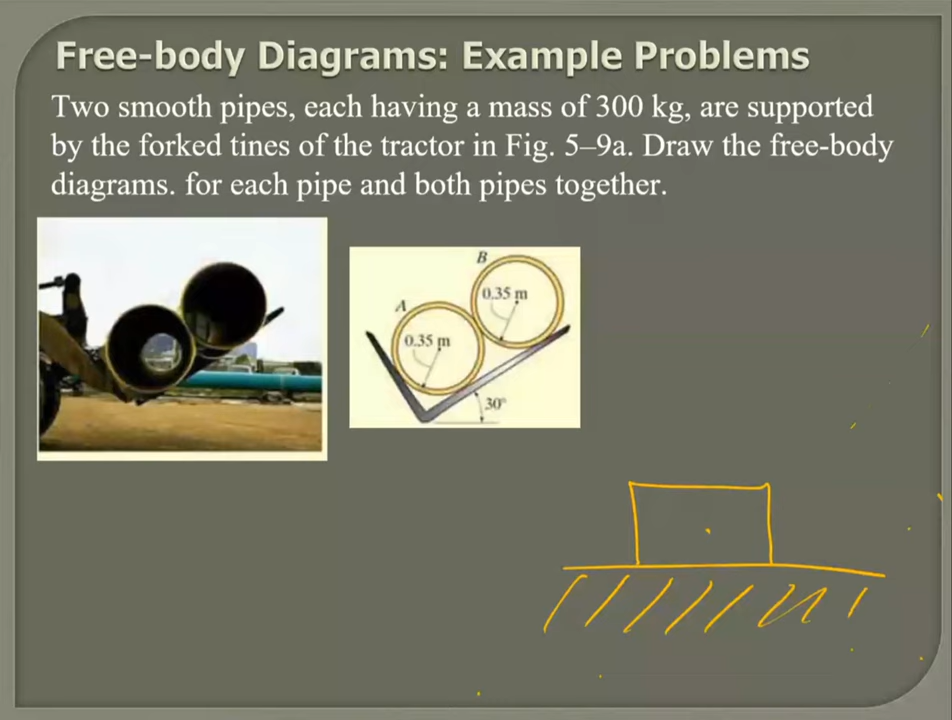 Free-body Diagrams: Example Problems
Two smooth pipes, each having a mass of 300 kg, are supported
by the forked tines of the tractor in Fig. 5–9a. Draw the free-body
diagrams. for each pipe and both pipes together.
B
0.35 m
A
0.35 m
30°